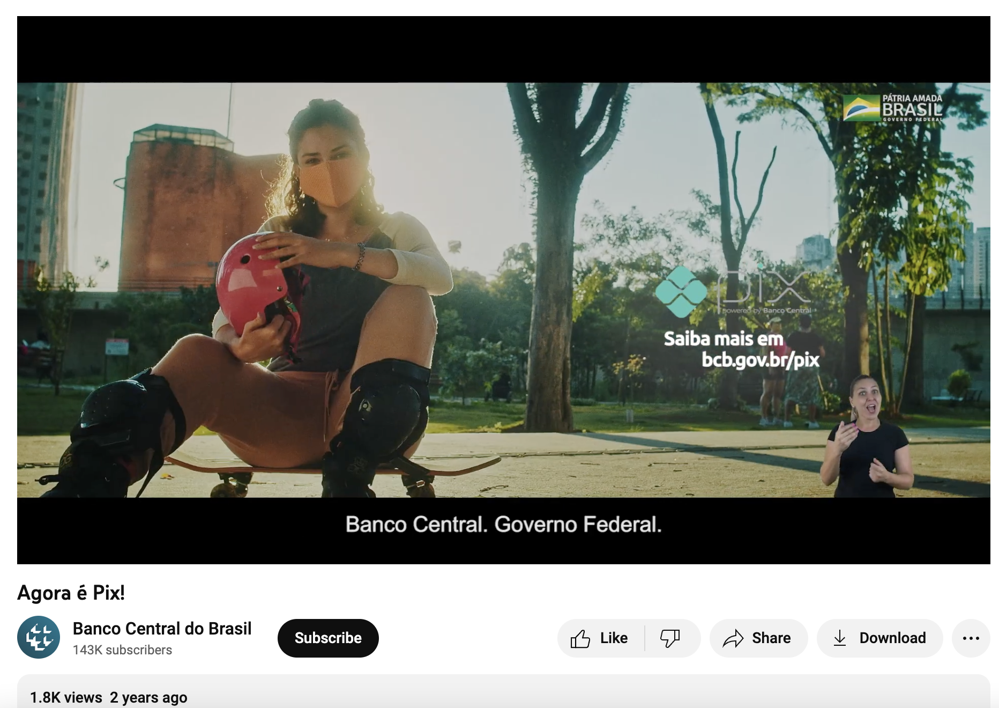 PÁTRIA AMADA
BRASIL
GOVERNO FEDERAL
pix
powered by Banco Central
Saiba mais em
bcb.gov.br/pix
Banco Central. Governo Federal.
Agora é Pix!
Banco Central do Brasil
143K subscribers
Subscribe
Like
Share
Download
1.8K views 2 years ago